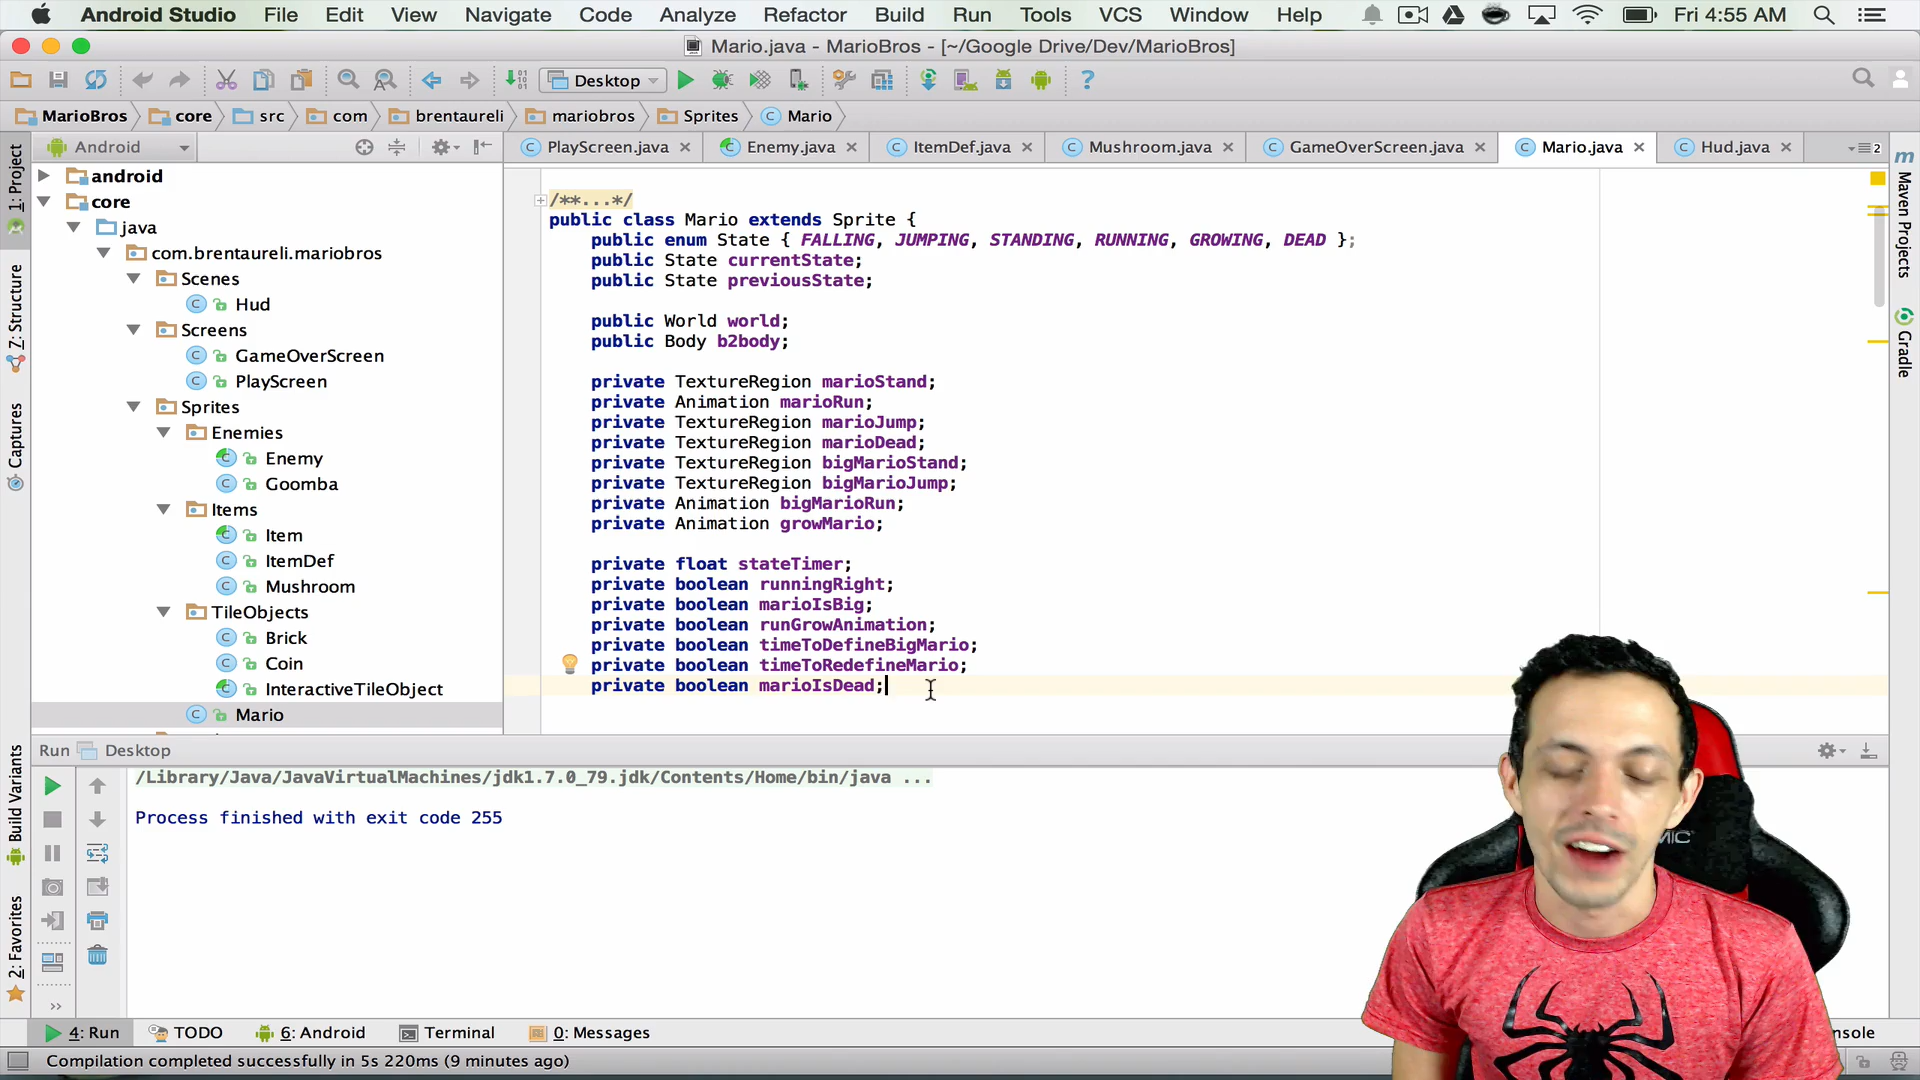 Android Studio File Edit View Navigate Code Analyze Refactor Build Run Tools VCS Window Help Fri 4:55 AM
Mario.java - MarioBros - [~/Google Drive/Dev/MarioBros]
Desktop
MarioBros core src com brentaureli mariobros Sprites Mario
Android
PlayScreen.java Enemy.java ItemDef.java Mushroom.java GameOverScreen.java Mario.java Hud.java 2
1: Project
Z: Structure
Captures
Build Variants
2: Favorites
android
core
java
com.brentaureli.mariobros
Scenes
Hud
Screens
GameOverScreen
PlayScreen
Sprites
Enemies
Enemy
Goomba
Items
Item
ItemDef
Mushroom
TileObjects
Brick
Coin
InteractiveTileObject
Mario
/**...*/
public class Mario extends Sprite {
public enum State { FALLING, JUMPING, STANDING, RUNNING, GROWING, DEAD };
public State currentState;
public State previousState;
public World world;
public Body b2body;
private TextureRegion marioStand;
private Animation marioRun;
private TextureRegion marioJump;
private TextureRegion marioDead;
private TextureRegion bigMarioStand;
private TextureRegion bigMarioJump;
private Animation bigMarioRun;
private Animation growMario;
private float stateTimer;
private boolean runningRight;
private boolean marioIsBig;
private boolean runGrowAnimation;
private boolean timeToDefineBigMario;
private boolean timeToRedefineMario;
private boolean marioIsDead;
Maven Projects
Gradle
Run Desktop
/Library/Java/JavaVirtualMachines/jdk1.7.0_79.jdk/Contents/Home/bin/java ...
Process finished with exit code 255
4: Run TODO 6: Android Terminal 0: Messages
Compilation completed successfully in 5s 220ms (9 minutes ago)